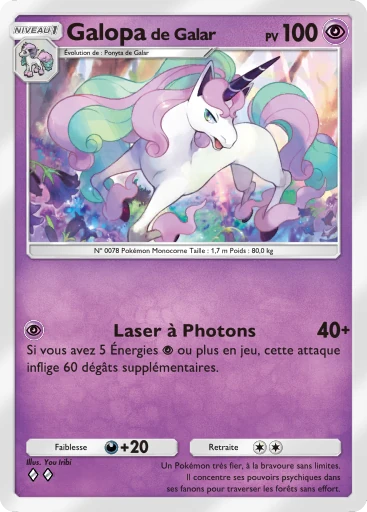 NIVEAU 1
Galopa de Galar
PV 100
Évolution de : Ponyta de Galar
N° 0078 Pokémon Monocorne Taille : 1,7 m Poids : 80,0 kg
Laser à Photons 40+
Si vous avez 5 Énergies ou plus en jeu, cette attaque
inflige 60 dégâts supplémentaires.
Faiblesse +20
Retraite
Illus. You Iribi
Un Pokémon très fier, à la bravoure sans limites.
Il concentre ses pouvoirs psychiques dans
ses fanons pour traverser les forêts sans effort.